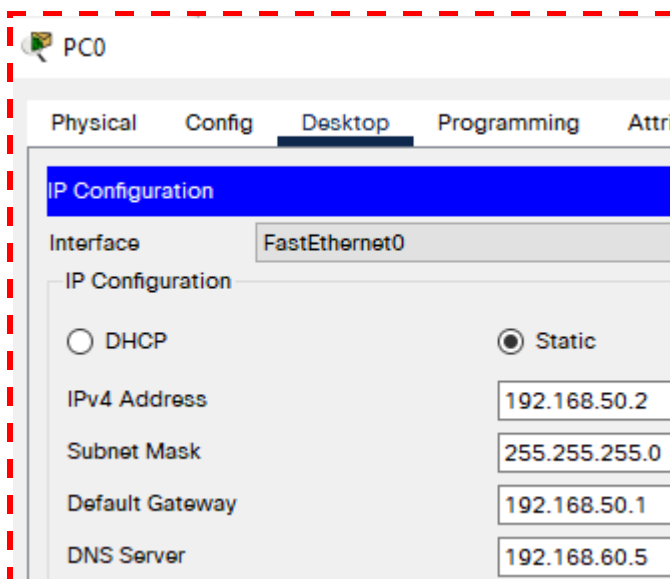 PC0
Physical Config Desktop Programming Attri
IP Configuration
Interface FastEthernet0
IP Configuration
DHCP Static
IPv4 Address 192.168.50.2
Subnet Mask 255.255.255.0
Default Gateway 192.168.50.1
DNS Server 192.168.60.5